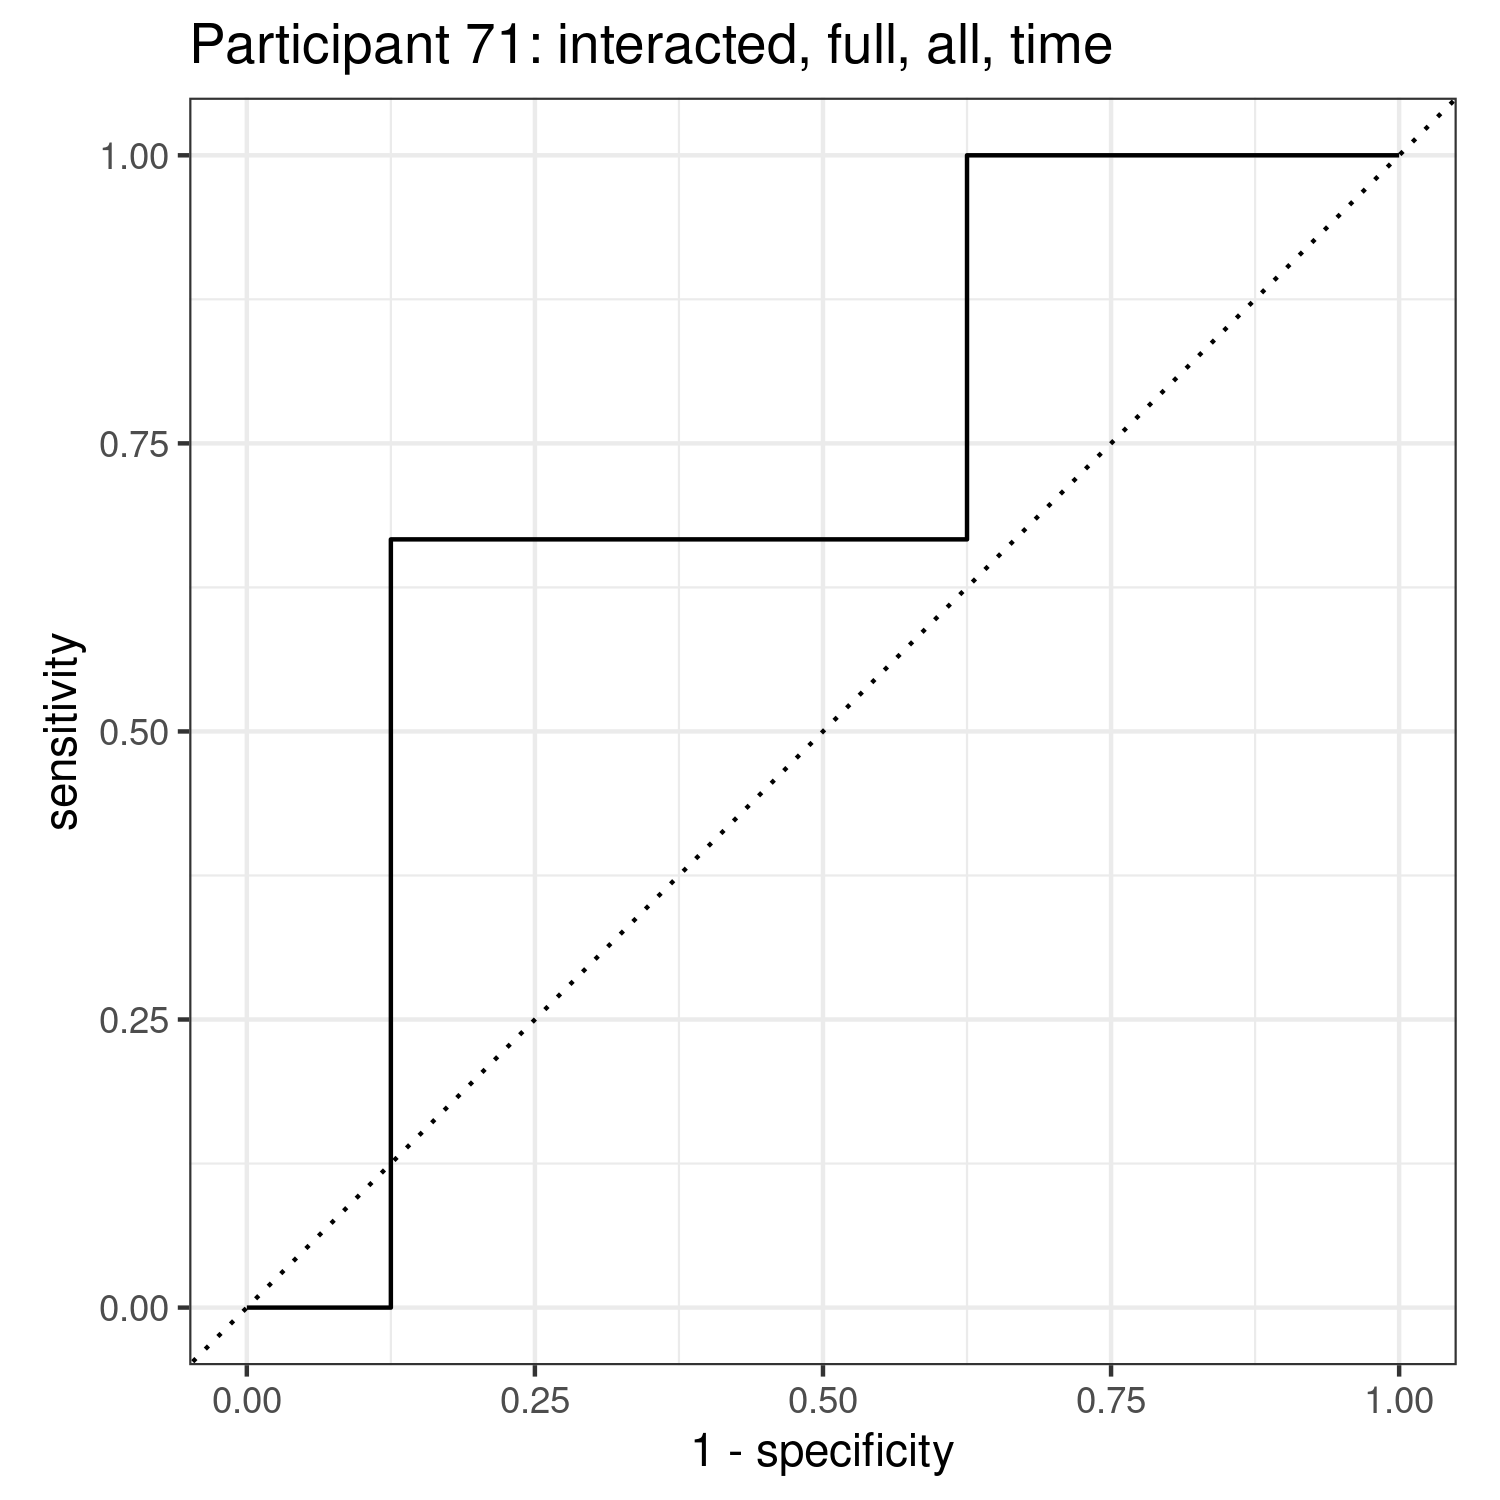 Participant 71: interacted, full, all, time
sensitivity
1.00
0.75
0.50
0.25
0.00
0.00 0.25 0.50 0.75 1.00
1 - specificity